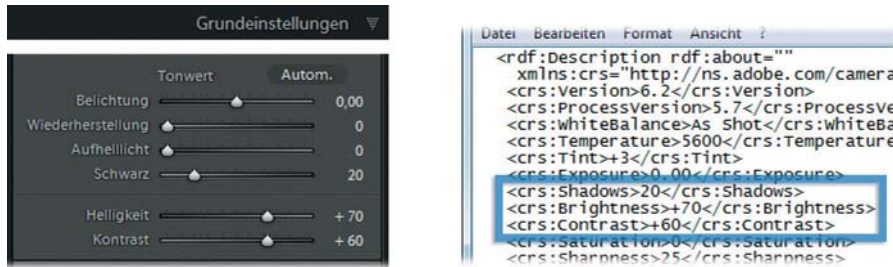 Grundeinstellungen
Tonwert Autom.
Belichtung 0,00
Wiederherstellung 0
Aufhelllicht 0
Schwarz 20
Helligkeit + 70
Kontrast + 60
Datei Bearbeiten Format Ansicht ?
<rdf:Description rdf:about=""
xmlns:crs="http://ns.adobe.com/camera
<crs:Version>6.2</crs:Version>
<crs:ProcessVersion>5.7</crs:ProcessVe
<crs:WhiteBalance>As Shot</crs:WhiteBa
<crs:Temperature>5600</crs:Temperature
<crs:Tint>+3</crs:Tint>
<crs:Exposure>0.00</crs:Exposure>
<crs:Shadows>20</crs:Shadows>
<crs:Brightness>+70</crs:Brightness>
<crs:Contrast>+60</crs:Contrast>
<crs:Saturation>0</crs:Saturation>
<crs:Sharpness>25</crs:Sharpness>